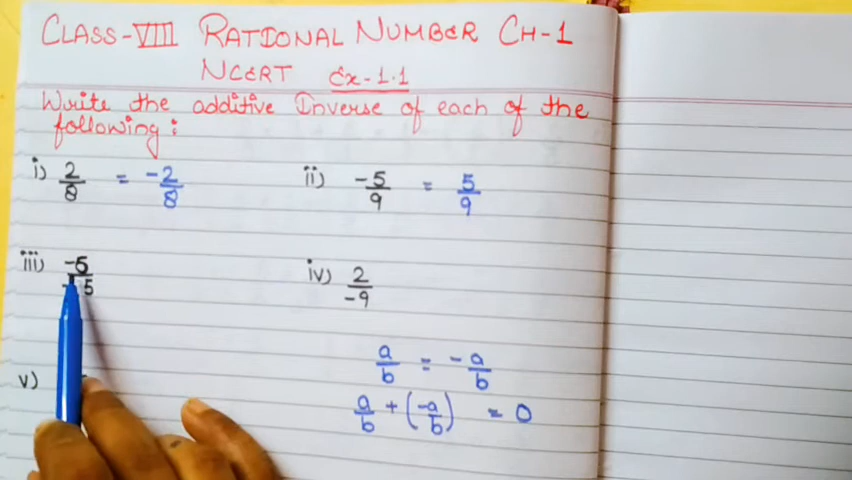 CLASS-VIII RATIONAL NUMBER CH-1
NCERT Ex-1.1
Write the additive Inverse of each of the
following:
i) 2/8 = -2/8 ii) -5/9 = 5/9
iii) -6/-5 iv) 2/-9
a/b = -a/b
v)
a/b + (-a/b) = 0